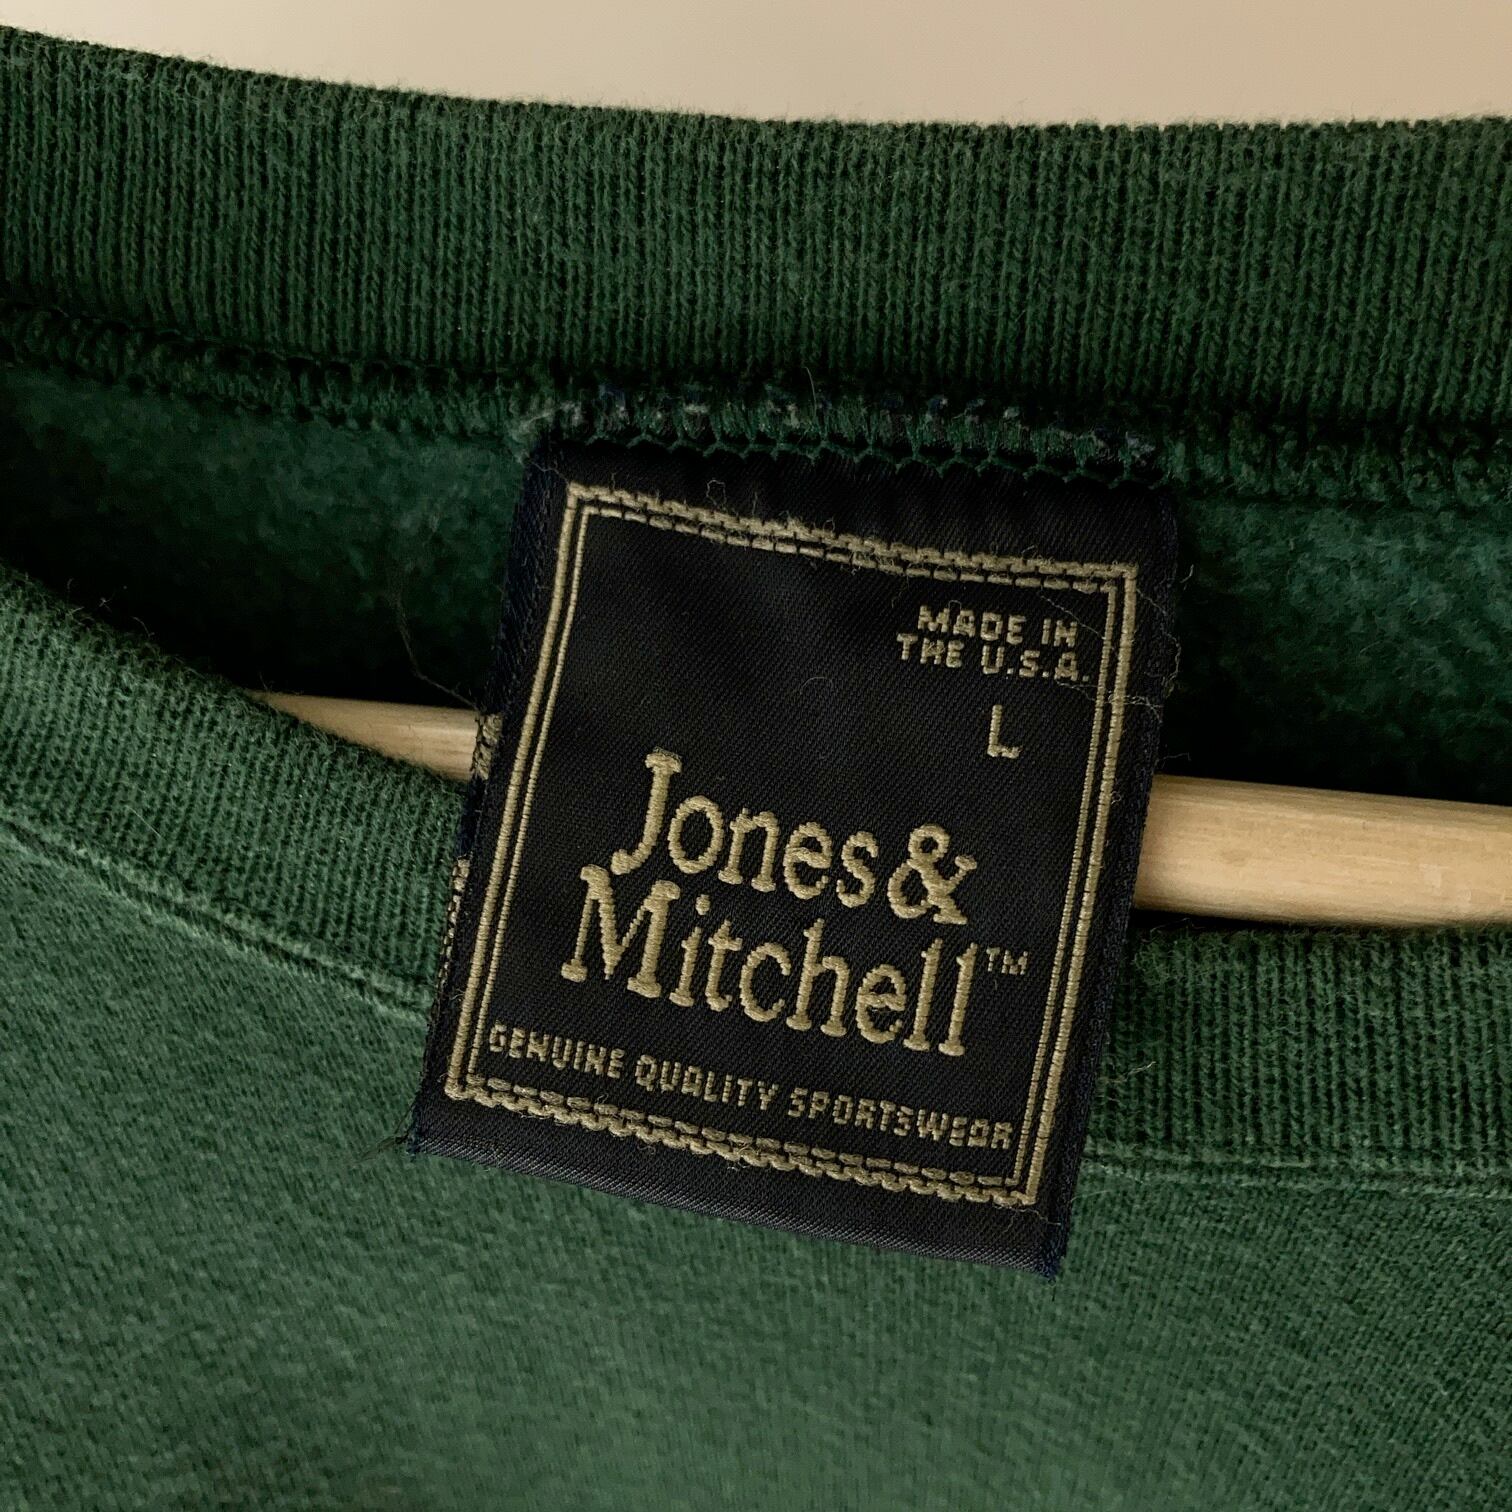 MADE IN
THE U.S.A.
L
Jones &
Mitchell™
GENUINE QUALITY SPORTSWEAR